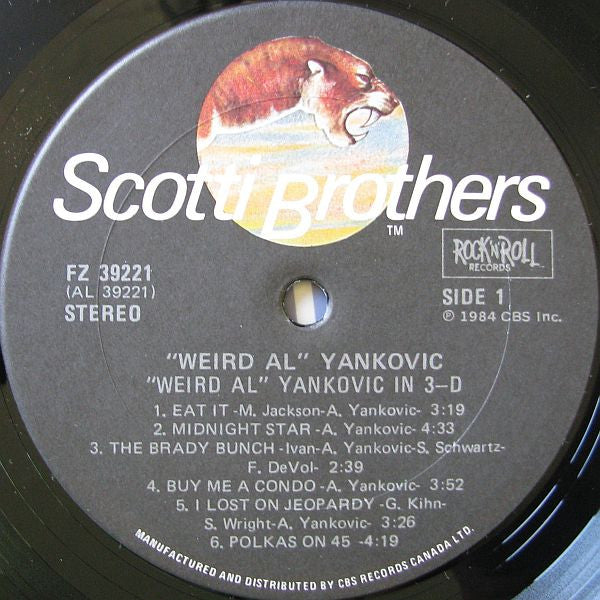 Scotti Brothers
TM
ROCK'N'ROLL
RECORDS
FZ 39221
(AL 39221)
STEREO
SIDE 1
℗ 1984 CBS Inc.
"WEIRD AL" YANKOVIC
"WEIRD AL" YANKOVIC IN 3–D
1. EAT IT -M. Jackson-A. Yankovic- 3:19
2. MIDNIGHT STAR -A. Yankovic- 4:33
3. THE BRADY BUNCH -Ivan-A. Yankovic-S. Schwartz-
F. DeVol- 2:39
4. BUY ME A CONDO -A. Yankovic- 3:52
5. I LOST ON JEOPARDY -G. Kihn-
S. Wright-A. Yankovic- 3:26
6. POLKAS ON 45 -4:19
MANUFACTURED AND DISTRIBUTED BY CBS RECORDS CANADA LTD.